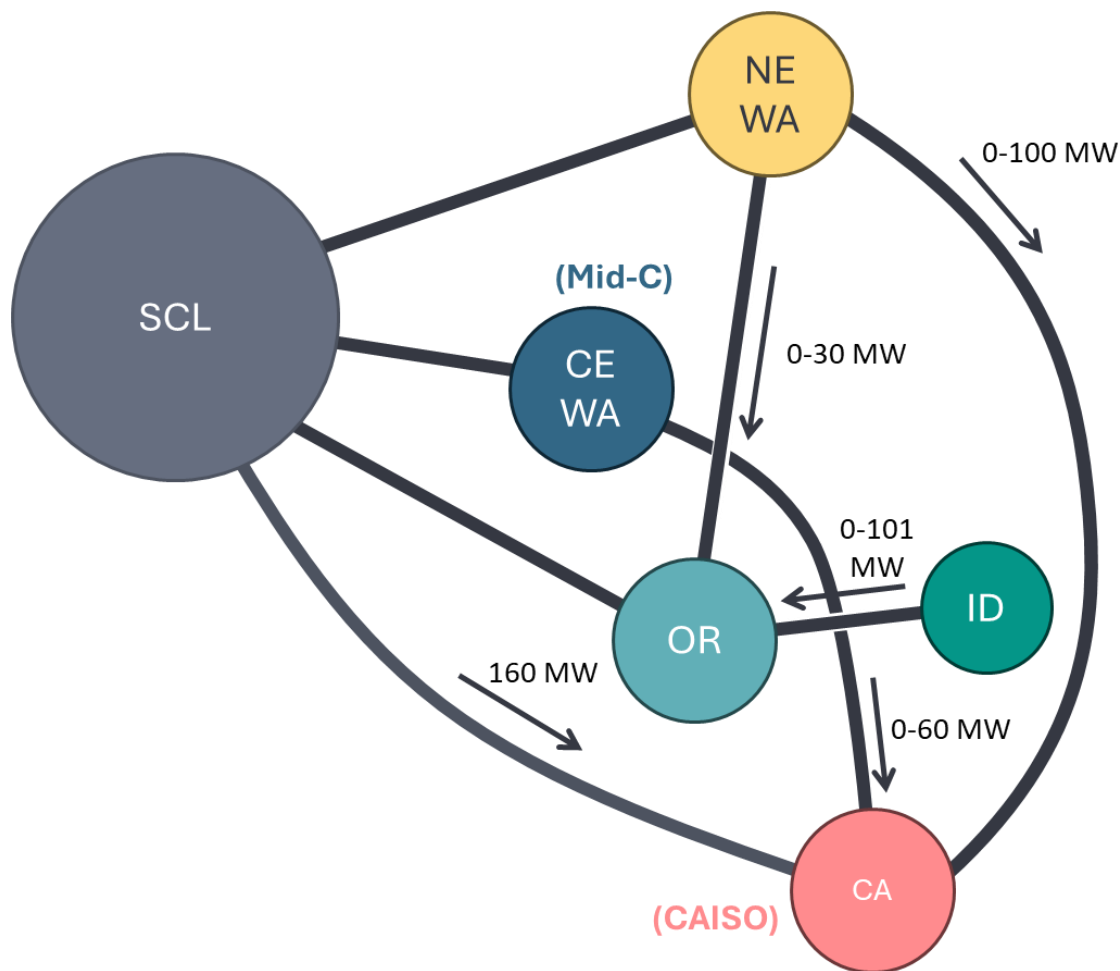 NE
WA
0-100 MW
SCL
(Mid-C)
CE
WA
0-30 MW
0-101
MW
OR
ID
160 MW
0-60 MW
CA
(CAISO)